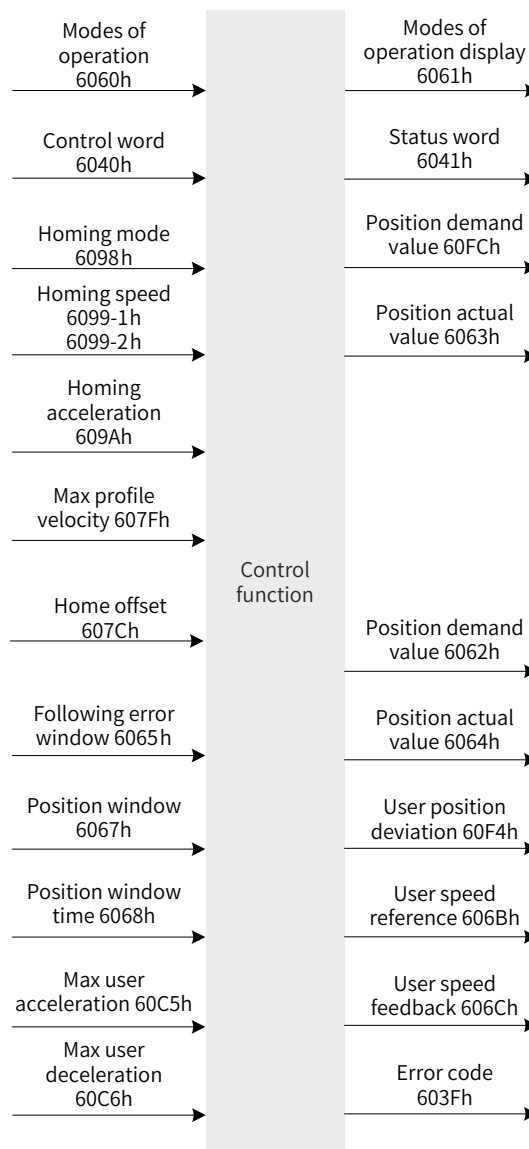 Modes of
operation
6060h
Control word
6040h
Homing mode
6098h
Homing speed
6099-1h
6099-2h
Homing
acceleration
609Ah
Max profile
velocity 607Fh
Home offset
607Ch
Following error
window 6065h
Position window
6067h
Position window
time 6068h
Max user
acceleration 60C5h
Max user
deceleration
60C6h
Control
function
Modes of
operation display
6061h
Status word
6041h
Position demand
value 60FCh
Position actual
value 6063h
Position demand
value 6062h
Position actual
value 6064h
User position
deviation 60F4h
User speed
reference 606Bh
User speed
feedback 606Ch
Error code
603Fh